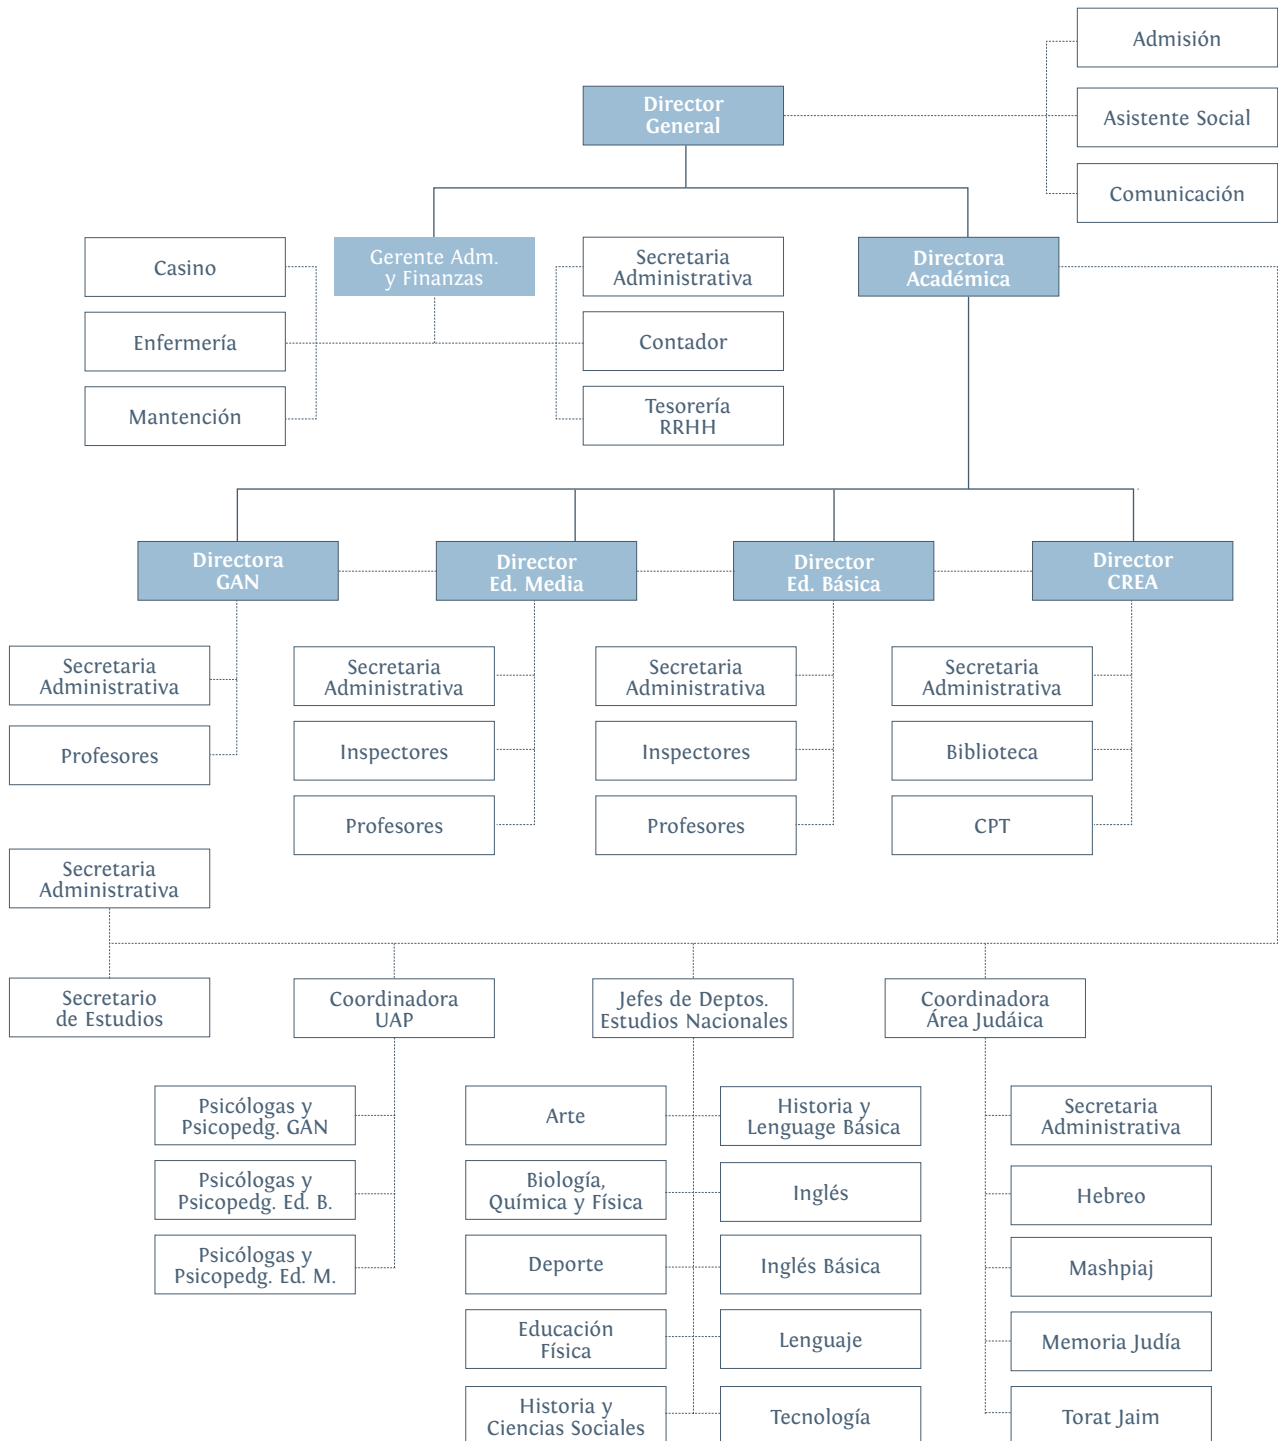 Admisión
Director
General
Asistente Social
Comunicación
Casino
Gerente Adm.
y Finanzas
Secretaria
Administrativa
Directora
Académica
Enfermería
Contador
Mantención
Tesorería
RRHH
Directora
GAN
Director
Ed. Media
Director
Ed. Básica
Director
CREA
Secretaria
Administrativa
Secretaria
Administrativa
Secretaria
Administrativa
Secretaria
Administrativa
Profesores
Inspectores
Inspectores
Biblioteca
Profesores
Profesores
CPT
Secretaria
Administrativa
Secretario
de Estudios
Coordinadora
UAP
Jefes de Deptos.
Estudios Nacionales
Coordinadora
Área Judáica
Psicólogas y
Psicopedg. GAN
Arte
Historia y
Lenguage Básica
Secretaria
Administrativa
Psicólogas y
Psicopedg. Ed. B.
Biología,
Química y Física
Inglés
Hebreo
Psicólogas y
Psicopedg. Ed. M.
Deporte
Inglés Básica
Mashpiaj
Educación
Física
Lenguaje
Memoria Judía
Historia y
Ciencias Sociales
Tecnología
Torat Jaim